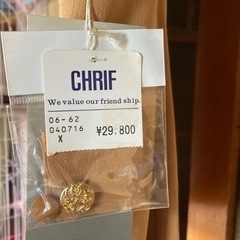 CHRIF
We value our friend ship.
06-62
040716
X
¥29.800